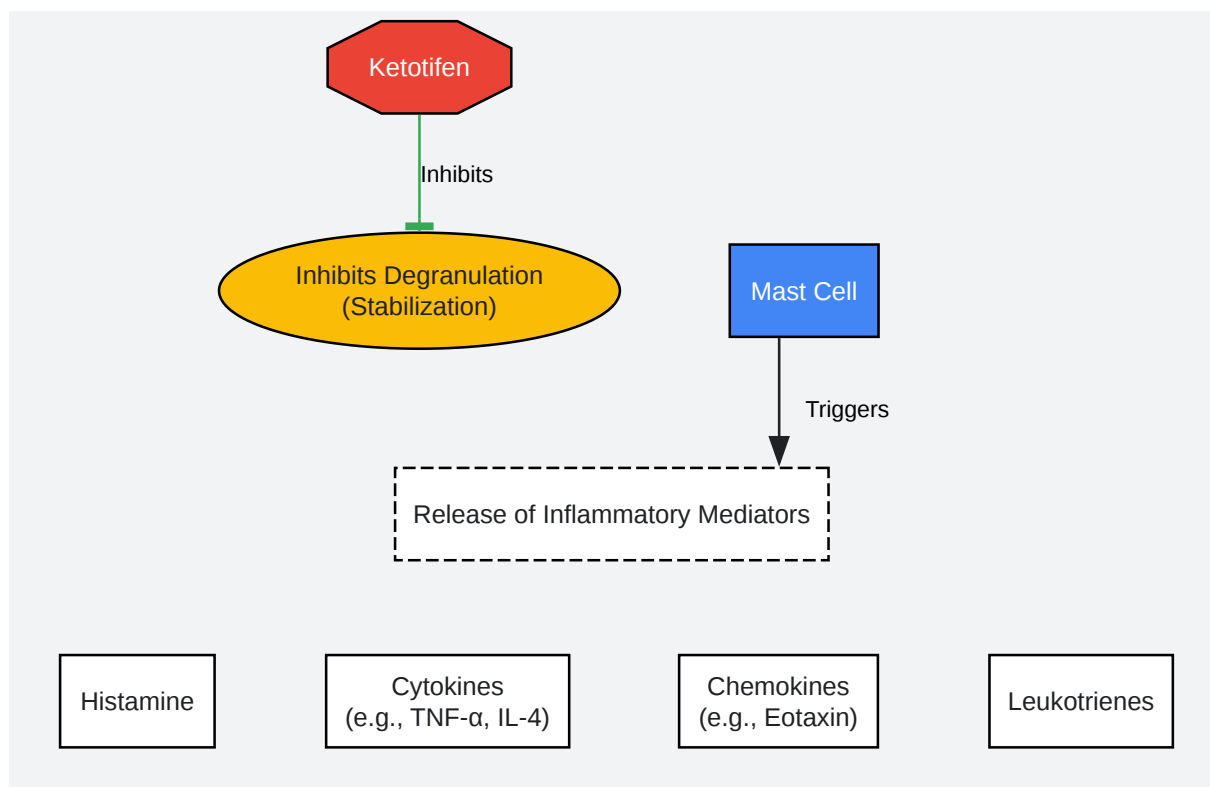 Ketotifen
Inhibits
Inhibits Degranulation
(Stabilization)
Mast Cell
Triggers
Release of Inflammatory Mediators
Histamine
Cytokines
(e.g., TNF-α, IL-4)
Chemokines
(e.g., Eotaxin)
Leukotrienes